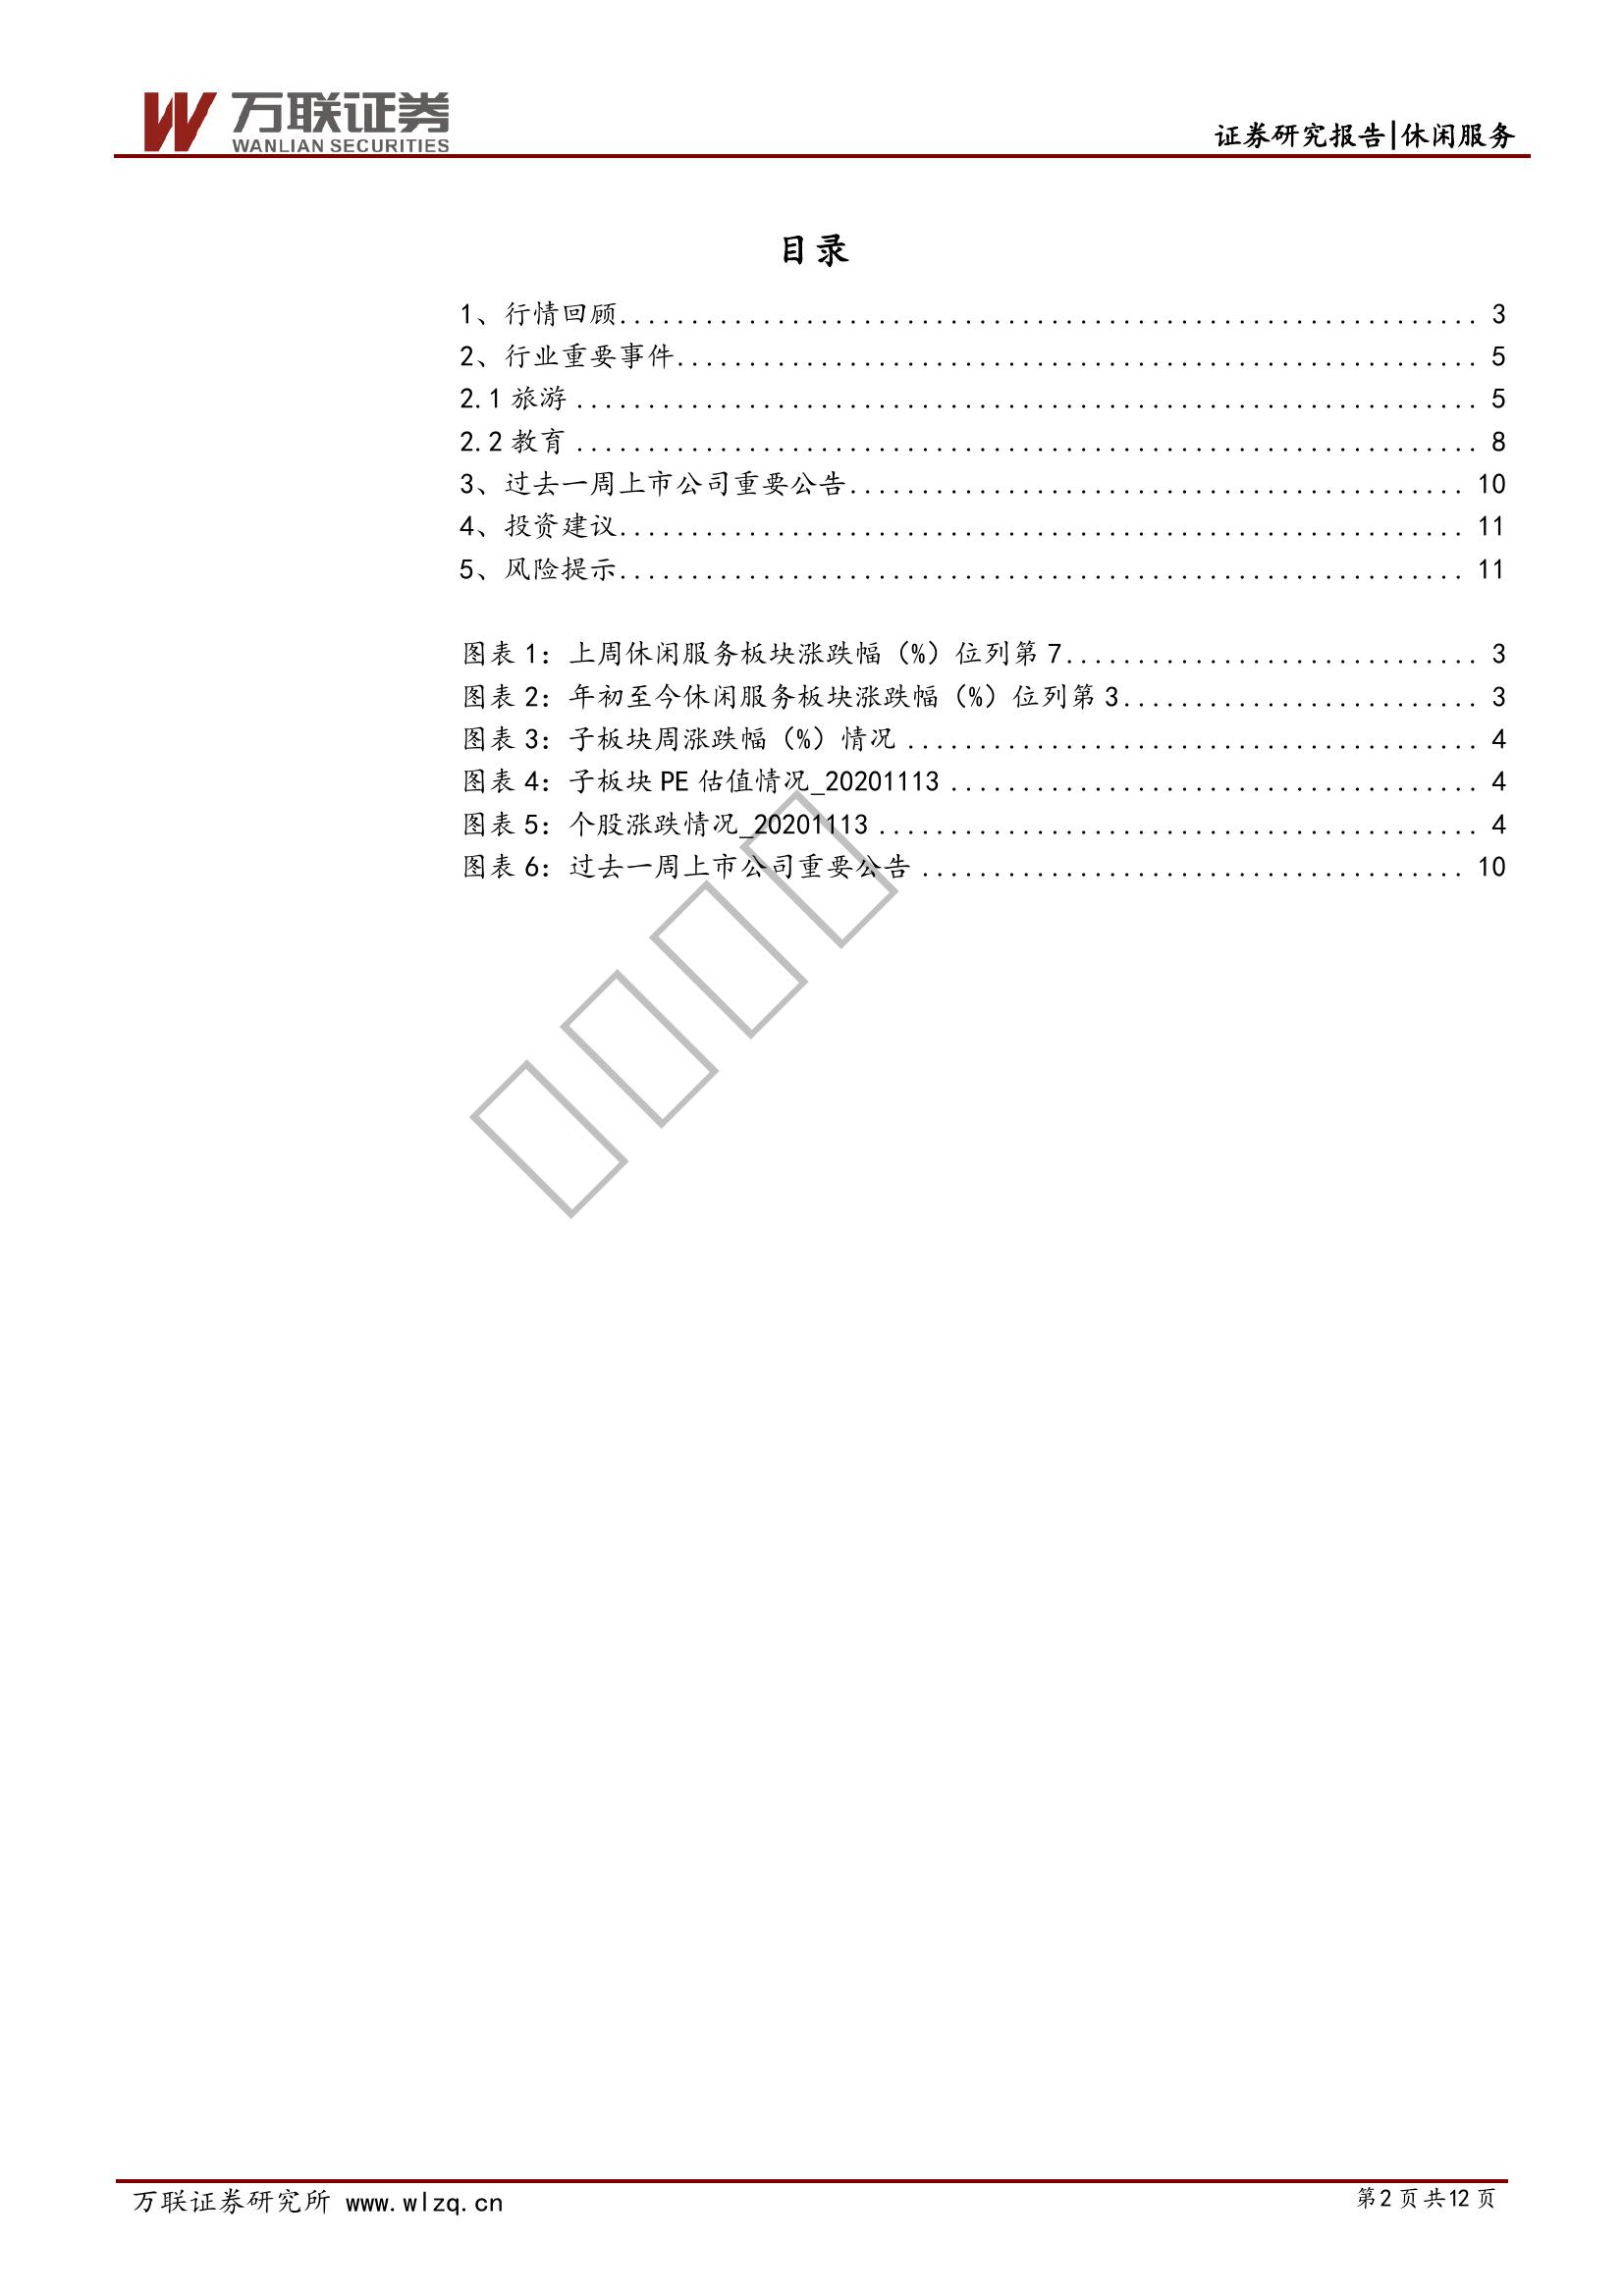 万联证券
WANLIAN SECURITIES
证券研究报告|休闲服务
目录
1、行情回顾............................................................ 3
2、行业重要事件........................................................ 5
2.1 旅游 ............................................................... 5
2.2 教育 ............................................................... 8
3、过去一周上市公司重要公告........................................... 10
4、投资建议........................................................... 11
5、风险提示........................................................... 11
图表 1：上周休闲服务板块涨跌幅（%）位列第 7............................. 3
图表 2：年初至今休闲服务板块涨跌幅（%）位列第 3......................... 3
图表 3：子板块周涨跌幅（%）情况 ........................................ 4
图表 4：子板块 PE 估值情况_20201113 ..................................... 4
图表 5：个股涨跌情况_20201113 .......................................... 4
图表 6：过去一周上市公司重要公告 ...................................... 10
万联证券研究所 www.wlzq.cn
第2 页 共12 页